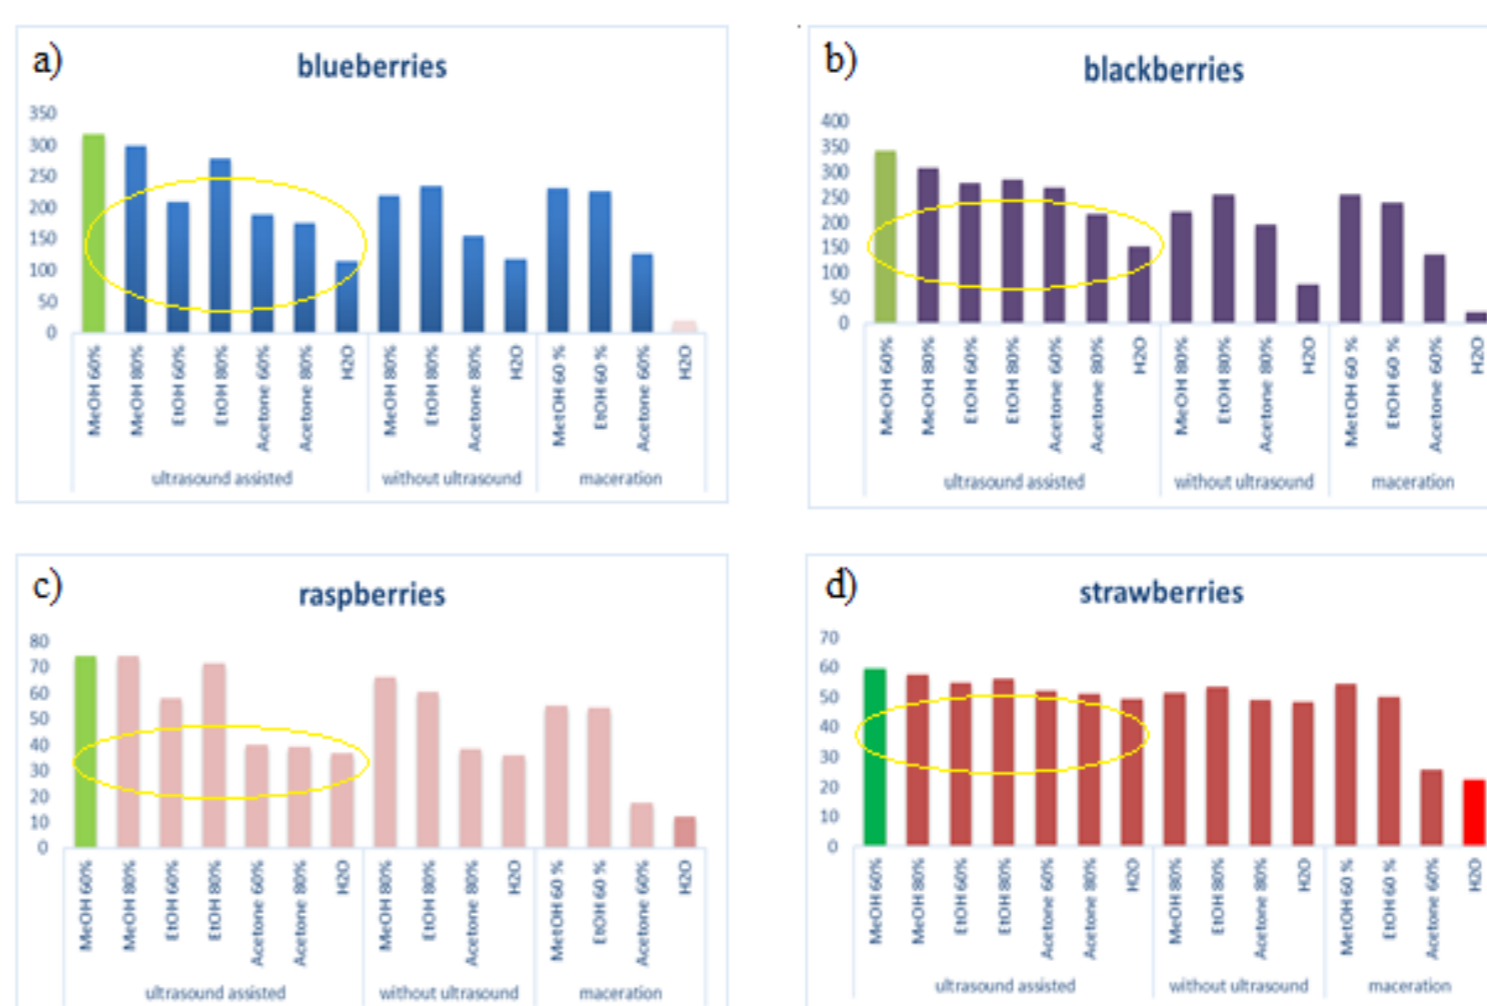 a)
blueberries
350
300
250
200
150
100
50
0
MeOH 60%
MeOH 80%
EtOH 60%
EtOH 80%
Acetone 60%
Acetone 80%
H2O
MeOH 80%
EtOH 80%
Acetone 80%
H2O
MetOH 60 %
EtOH 60 %
Acetone 60%
H2O
ultrasound assisted
without ultrasound
maceration
b)
blackberries
400
350
300
250
200
150
100
50
0
MeOH 60%
MeOH 80%
EtOH 60%
EtOH 80%
Acetone 60%
Acetone 80%
H2O
MeOH 80%
EtOH 80%
Acetone 80%
H2O
MetOH 60 %
EtOH 60 %
Acetone 60%
H2O
ultrasound assisted
without ultrasound
maceration
c)
raspberries
80
70
60
50
40
30
20
10
0
MeOH 60%
MeOH 80%
EtOH 60%
EtOH 80%
Acetone 60%
Acetone 80%
H2O
MeOH 80%
EtOH 80%
Acetone 80%
H2O
MetOH 60 %
EtOH 60 %
Acetone 60%
H2O
ultrasound assisted
without ultrasound
maceration
d)
strawberries
70
60
50
40
30
20
10
0
MeOH 60%
MeOH 80%
EtOH 60%
EtOH 80%
Acetone 60%
Acetone 80%
H2O
MeOH 80%
EtOH 80%
Acetone 80%
H2O
MetOH 60 %
EtOH 60 %
Acetone 60%
H2O
ultrasound assisted
without ultrasound
maceration